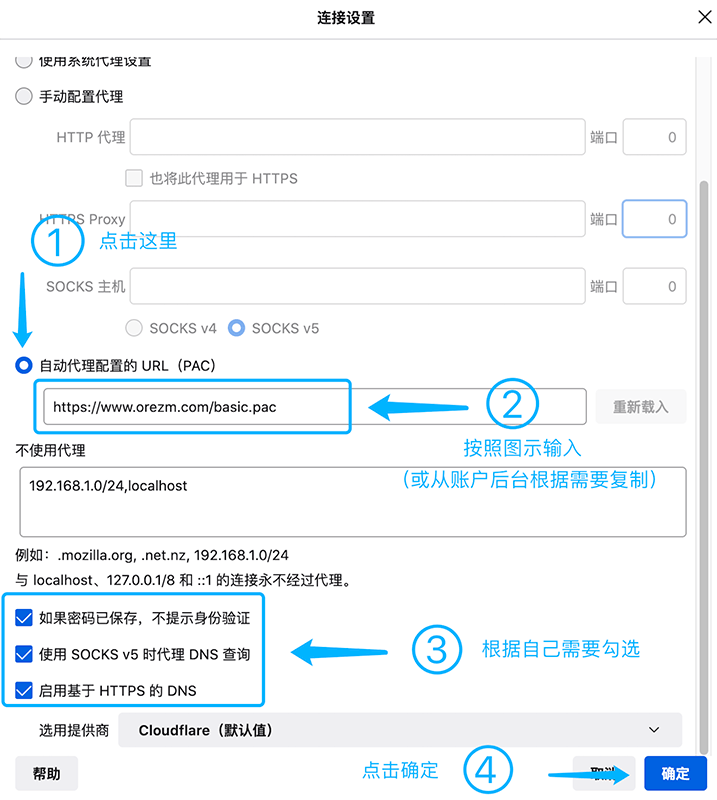 连接设置
使用系统代理设置
手动配置代理
HTTP 代理 端口 0
也将此代理用于 HTTPS
HTTPS Proxy 端口 0
① 点击这里
SOCKS 主机 端口 0
SOCKS v4 SOCKS v5
自动代理配置的 URL（PAC）
https://www.orezm.com/basic.pac ② 重新载入
按照图示输入
不使用代理
（或从账户后台根据需要复制）
192.168.1.0/24,localhost
例如：.mozilla.org, .net.nz, 192.168.1.0/24
与 localhost、127.0.0.1/8 和 ::1 的连接永不经过代理。
如果密码已保存，不提示身份验证
使用 SOCKS v5 时代理 DNS 查询 ③ 根据自己需要勾选
启用基于 HTTPS 的 DNS
选用提供商 Cloudflare（默认值）
帮助 点击确定 ④ 取消 确定